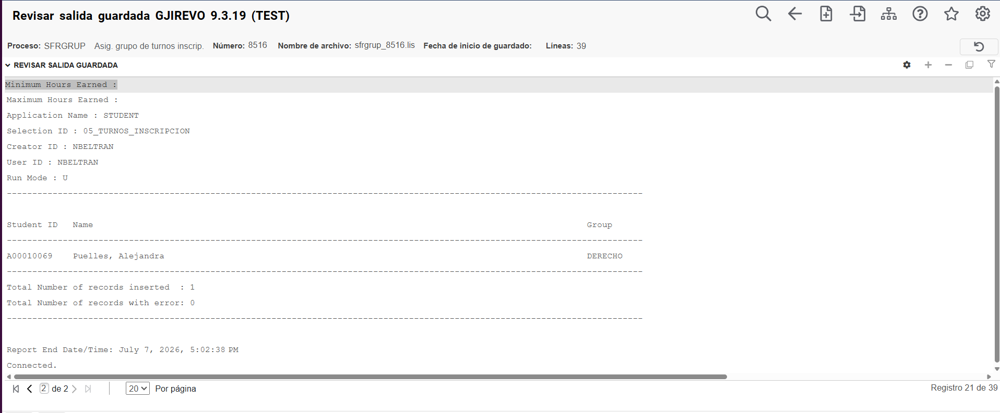 Revisar salida guardada GJIREVO 9.3.19 (TEST)
Proceso: SFRGRUP Asig. grupo de turnos inscrip. Número: 8516 Nombre de archivo: sfrgrup_8516.lis Fecha de inicio de guardado: Líneas: 39
REVISAR SALIDA GUARDADA
Minimum Hours Earned :
Maximum Hours Earned :
Application Name : STUDENT
Selection ID : 05_TURNOS_INSCRIPCION
Creator ID : NBELTRAN
User ID : NBELTRAN
Run Mode : U
Student ID Name Group
A00010069 Puelles, Alejandra DERECHO
Total Number of records inserted : 1
Total Number of records with error: 0
Report End Date/Time: July 7, 2026, 5:02:38 PM
Connected.
2 de 2 20 Por página Registro 21 de 39